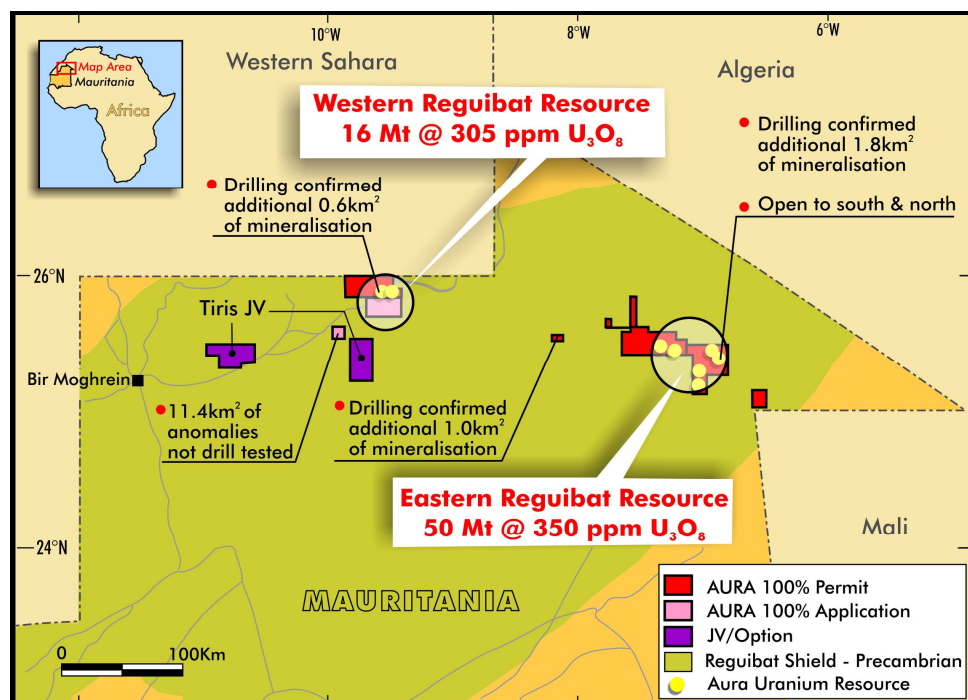 10°W
8°W
6°W
Map Area
Mauritania
Africa
Western Sahara
Algeria
Western Reguibat Resource
16 Mt @ 305 ppm U₃O₈
Drilling confirmed
additional 1.8km²
of mineralisation
Drilling confirmed
additional 0.6km²
of mineralisation
Open to south & north
26°N
Tiris JV
Bir Moghrein
11.4km² of
anomalies
not drill tested
Drilling confirmed
additional 1.0km²
of mineralisation
Eastern Reguibat Resource
50 Mt @ 350 ppm U₃O₈
Mali
24°N
MAURITANIA
0
100Km
AURA 100% Permit
AURA 100% Application
JV/Option
Reguibat Shield - Precambrian
Aura Uranium Resource